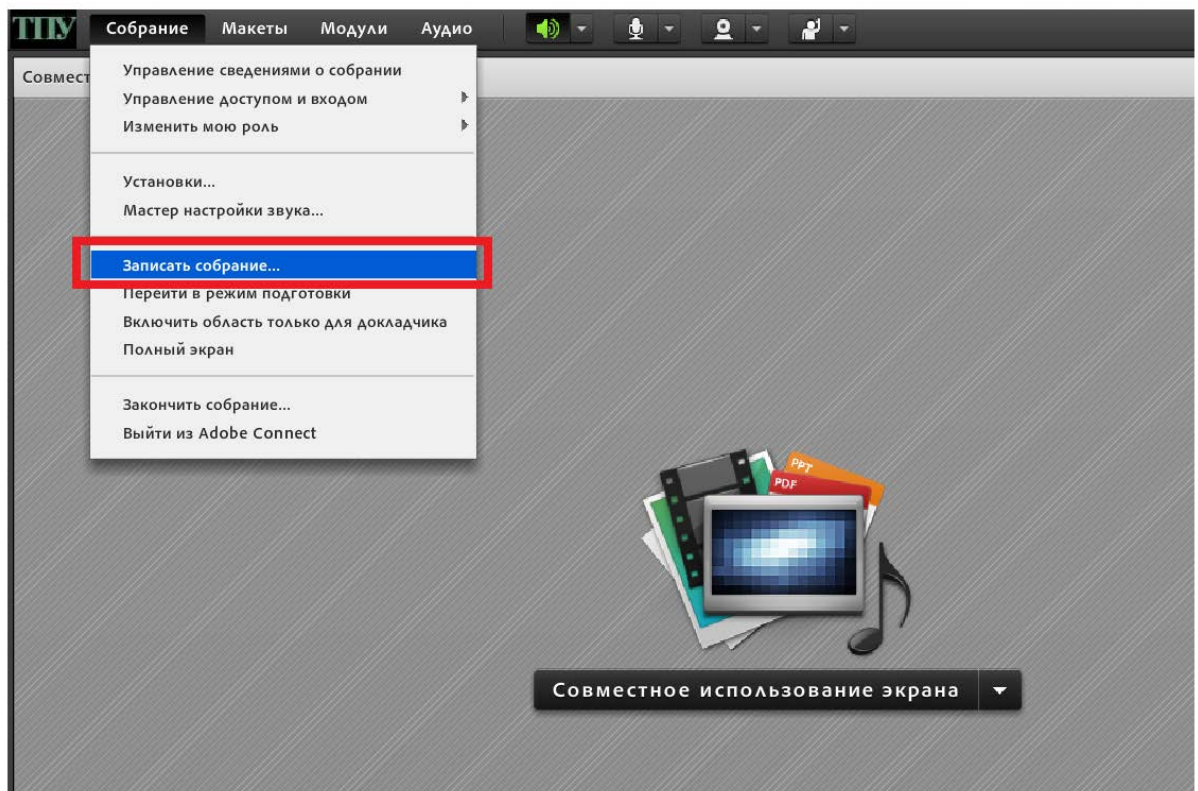 ТПУ Собрание Макеты Модули Аудио
Совмест
Управление сведениями о собрании
Управление доступом и входом
Изменить мою роль
Установки...
Мастер настройки звука...
Записать собрание...
Перейти в режим подготовки
Включить область только для докладчика
Полный экран
Закончить собрание...
Выйти из Adobe Connect
PPT
PDF
Совместное использование экрана